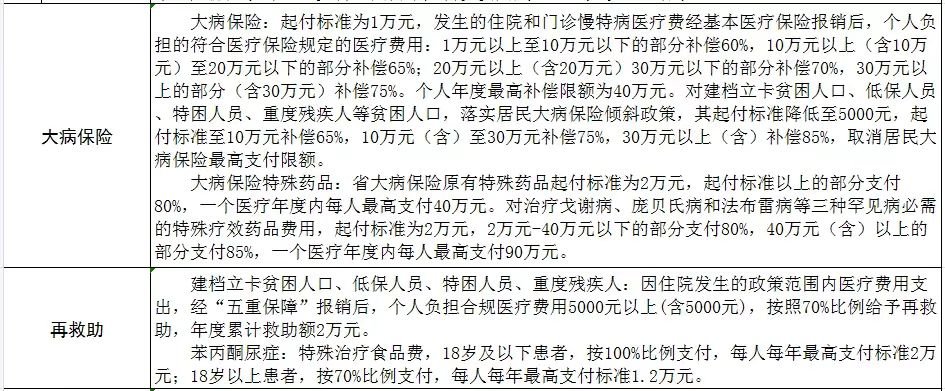 大病保险
大病保险：起付标准为1万元，发生的住院和门诊慢特病医疗费经基本医疗保险报销后，个人负
担的符合医疗保险规定的医疗费用：1万元以上至10万元以下的部分补偿60%，10万元以上（含10万
元）至20万元以下的部分补偿65%；20万元以上（含20万元）30万元以下的部分补偿70%，30万元以
上的部分（含30万元）补偿75%。个人年度最高补偿限额为40万元。对建档立卡贫困人口、低保人员
、特困人员、重度残疾人等贫困人口，落实居民大病保险倾斜政策，其起付标准降低至5000元，起
付标准至10万元补偿65%，10万元（含）至30万元补偿75%，30万元以上（含）补偿85%，取消居民大
病保险最高支付限额。
大病保险特殊药品：省大病保险原有特殊药品起付标准为2万元，起付标准以上的部分支付
80%，一个医疗年度内每人最高支付40万元。对治疗戈谢病、庞贝氏病和法布雷病等三种罕见病必需
的特殊疗效药品费用，起付标准为2万元，2万元-40万元以下的部分支付80%，40万元（含）以上的
部分支付85%，一个医疗年度内每人最高支付90万元。
再救助
建档立卡贫困人口、低保人员、特困人员、重度残疾人：因住院发生的政策范围内医疗费用支
出，经“五重保障”报销后，个人负担合规医疗费用5000元以上(含5000元)，按照70%比例给予再救
助，年度累计救助额2万元。
苯丙酮尿症：特殊治疗食品费，18岁及以下患者，按100%比例支付，每人每年最高支付标准2万
元；18岁以上患者，按70%比例支付，每人每年最高支付标准1.2万元。